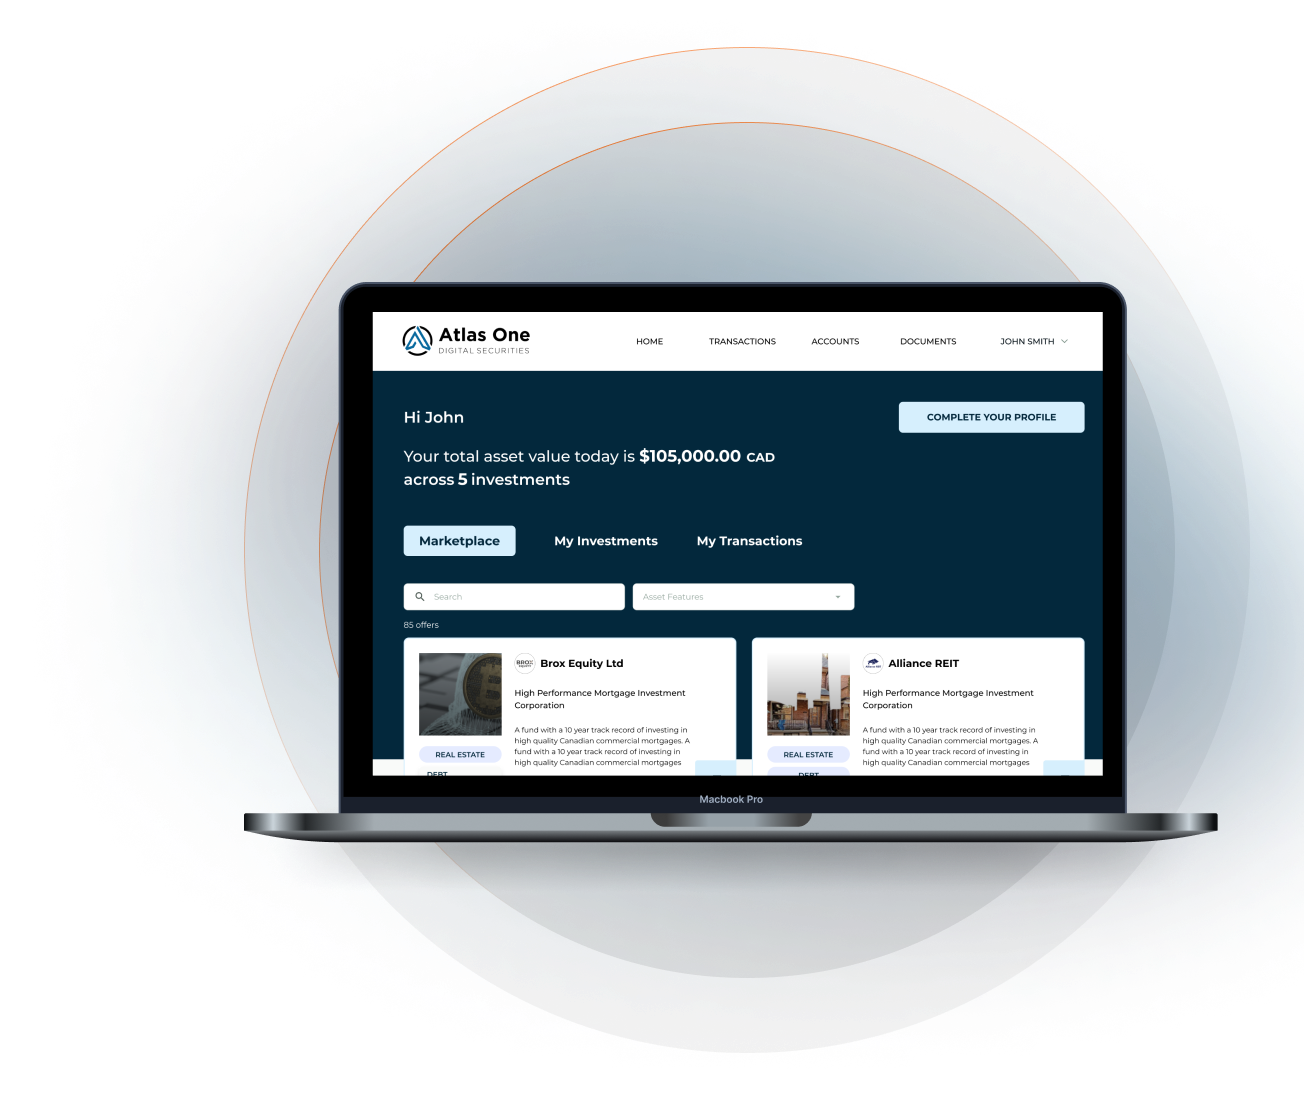 Atlas One
DIGITAL SECURITIES
HOME
TRANSACTIONS
ACCOUNTS
DOCUMENTS
JOHN SMITH
Hi John
COMPLETE YOUR PROFILE
Your total asset value today is $105,000.00 CAD
across 5 investments
Marketplace
My Investments
My Transactions
Search
Asset Features
85 offers
BROX
Brox Equity Ltd
High Performance Mortgage Investment
Corporation
A fund with a 10 year track record of investing in
high quality Canadian commercial mortgages. A
fund with a 10 year track record of investing in
high quality Canadian commercial mortgages
REAL ESTATE
DEBT
Alliance REIT
High Performance Mortgage Investment
Corporation
A fund with a 10 year track record of investing in
high quality Canadian commercial mortgages. A
fund with a 10 year track record of investing in
high quality Canadian commercial mortgages
REAL ESTATE
DEBT
Macbook Pro